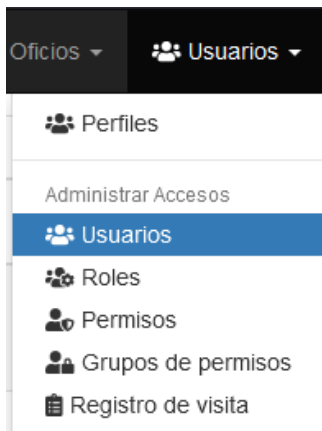 Oficios Usuarios
Perfiles
Administrar Accesos
Usuarios
Roles
Permisos
Grupos de permisos
Registro de visita